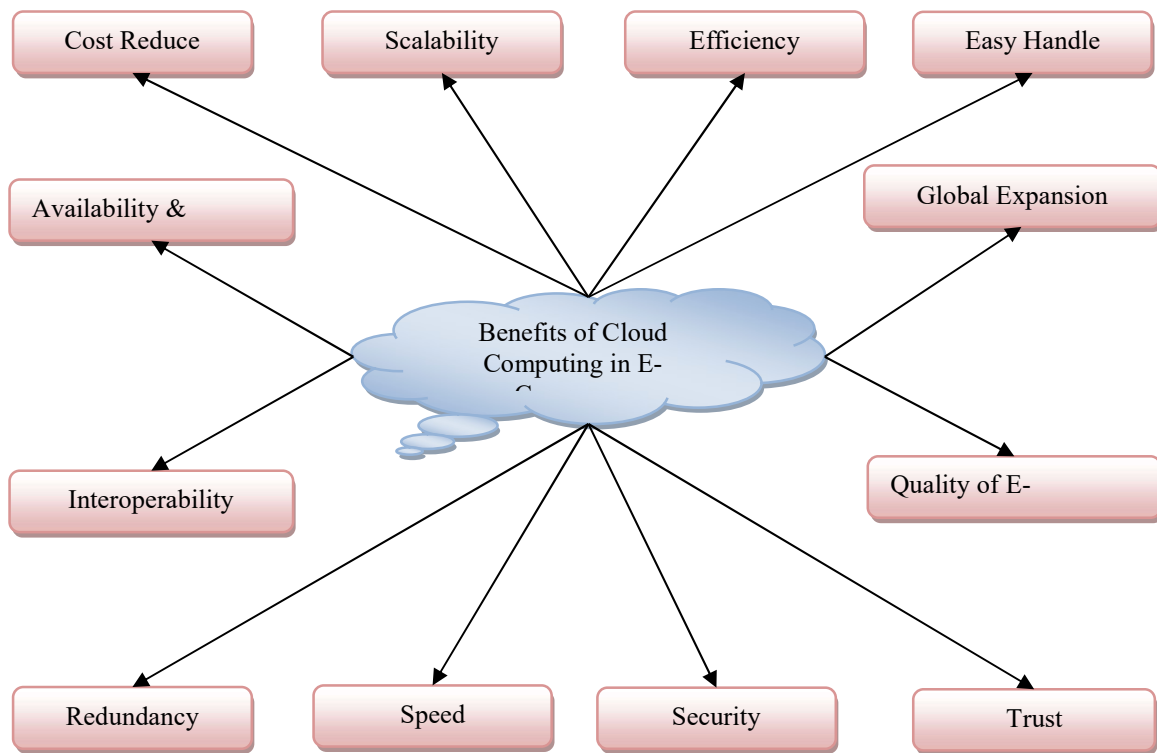 Cost Reduce
Scalability
Efficiency
Easy Handle
Availability &
Global Expansion
Benefits of Cloud
Computing in E-
Interoperability
Quality of E-
Redundancy
Speed
Security
Trust